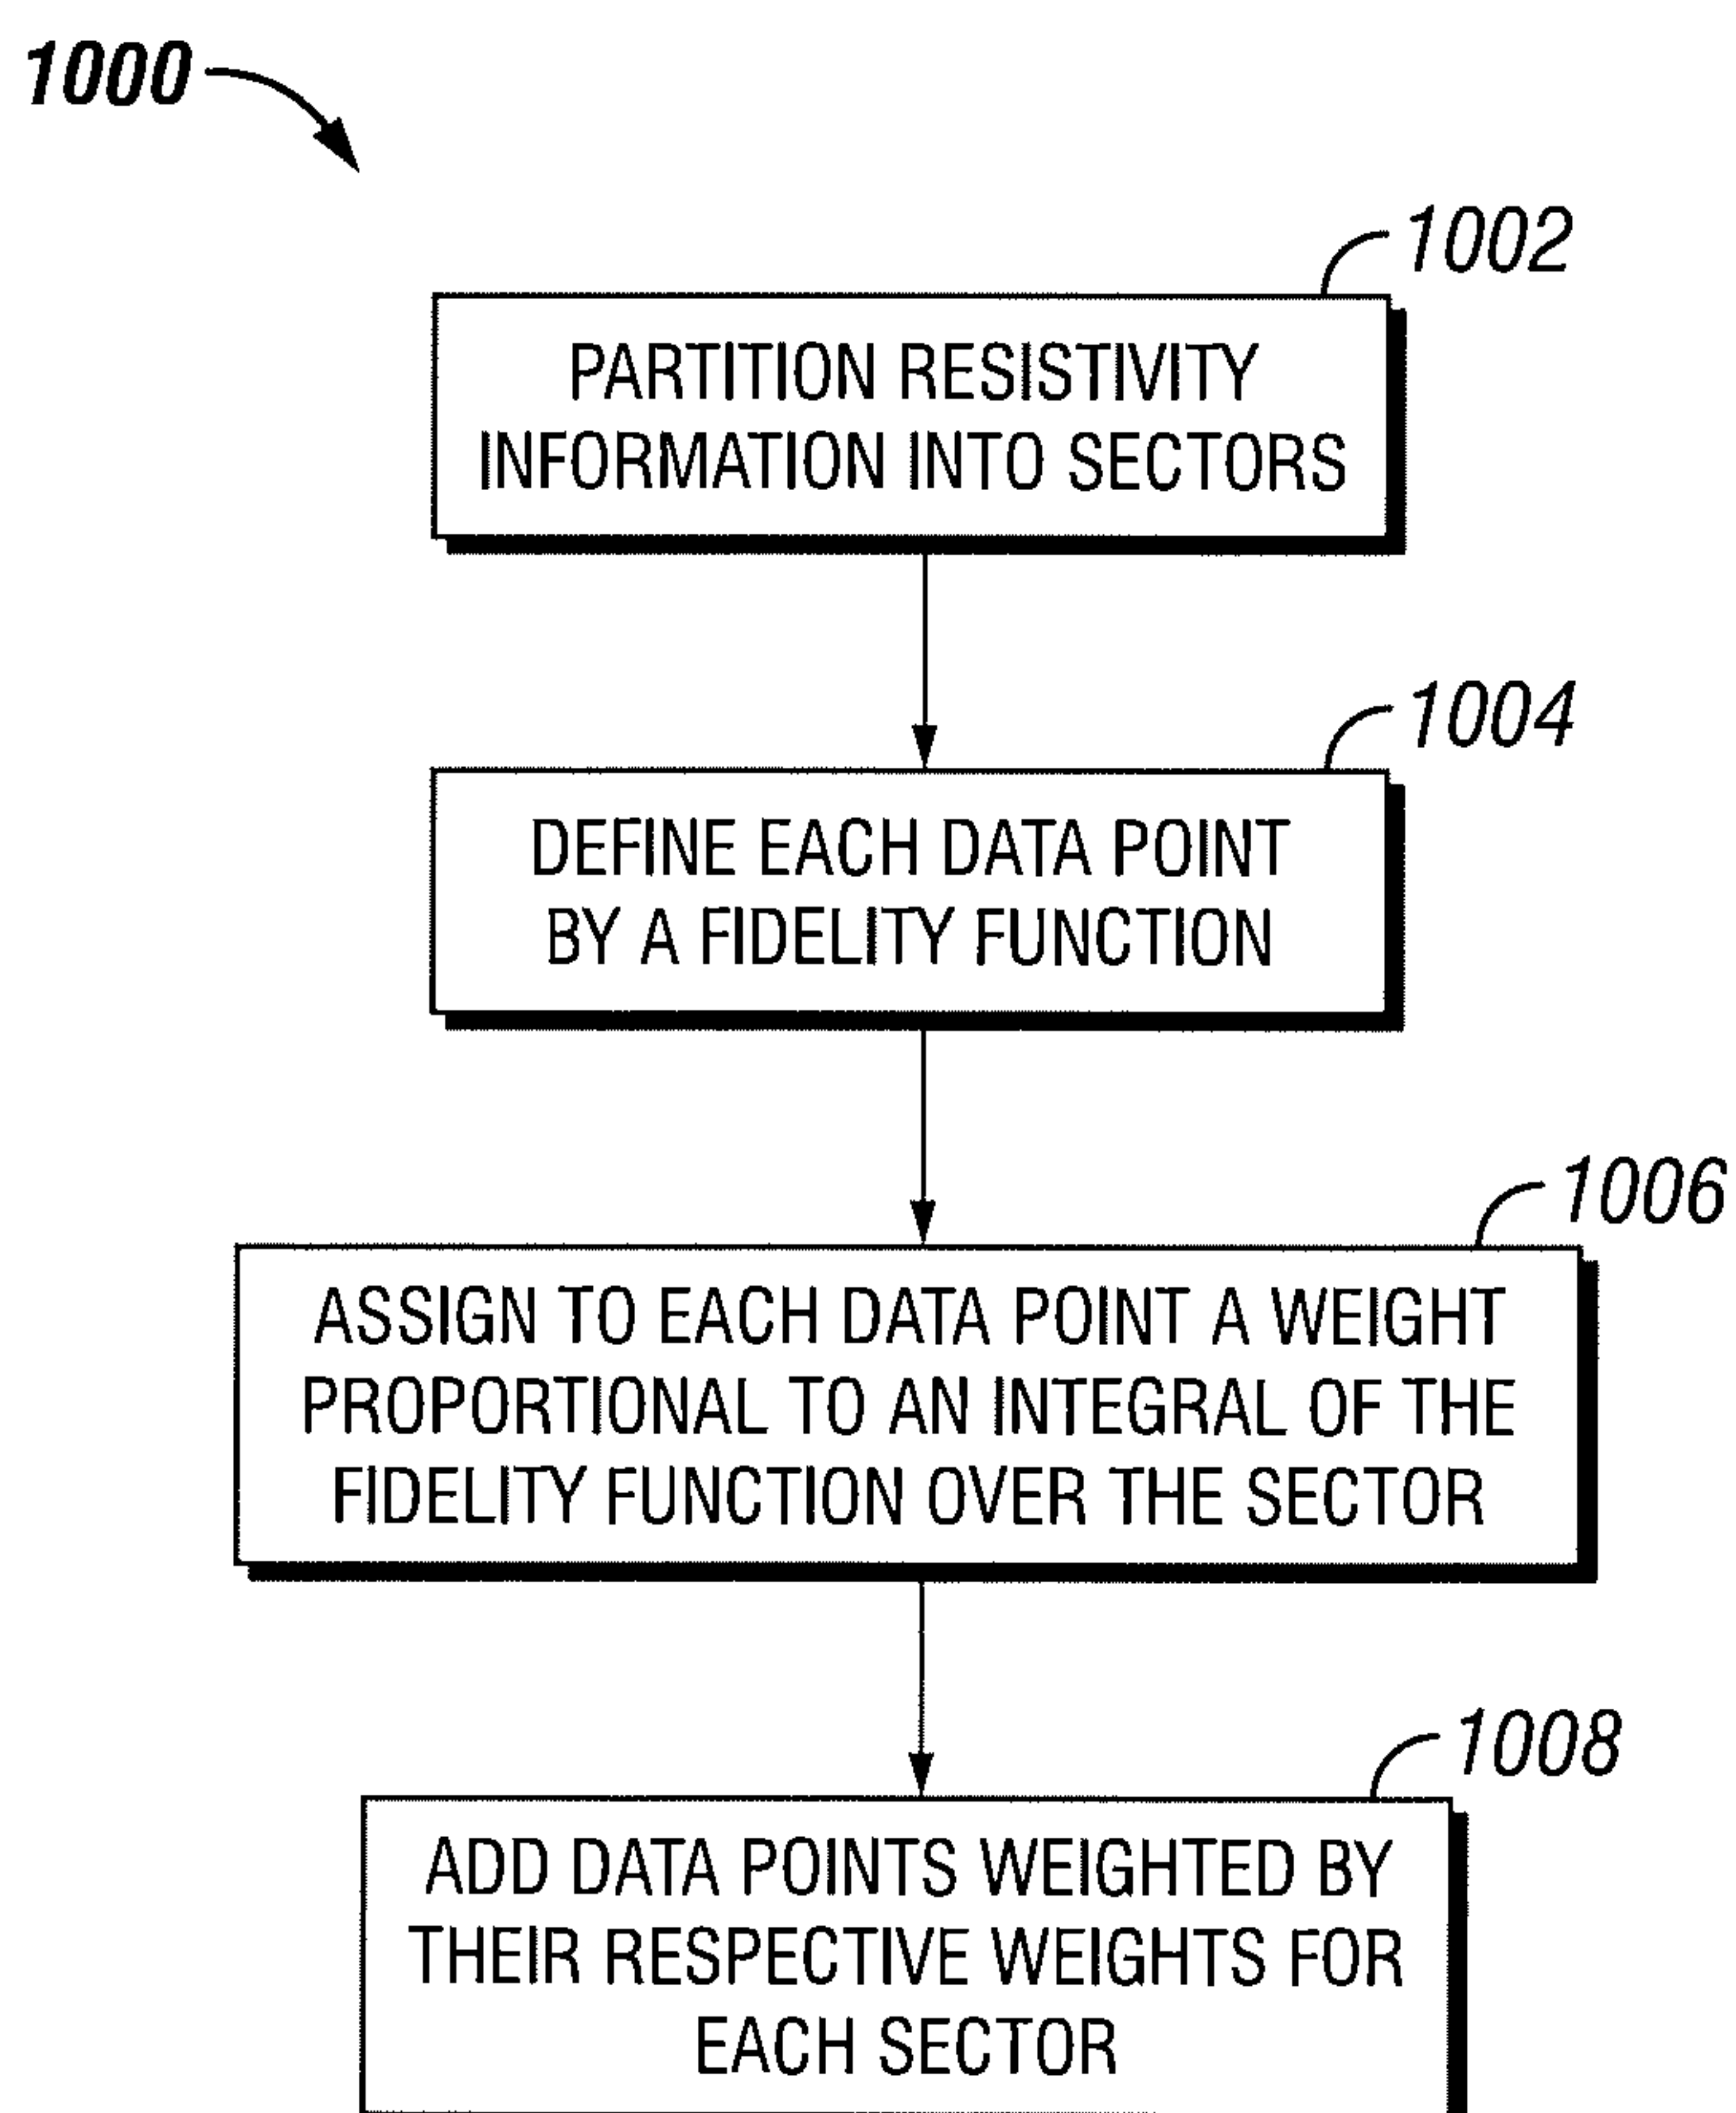 1000
1002
PARTITION RESISTIVITY
INFORMATION INTO SECTORS
1004
DEFINE EACH DATA POINT
BY A FIDELITY FUNCTION
1006
ASSIGN TO EACH DATA POINT A WEIGHT
PROPORTIONAL TO AN INTEGRAL OF THE
FIDELITY FUNCTION OVER THE SECTOR
1008
ADD DATA POINTS WEIGHTED BY
THEIR RESPECTIVE WEIGHTS FOR
EACH SECTOR